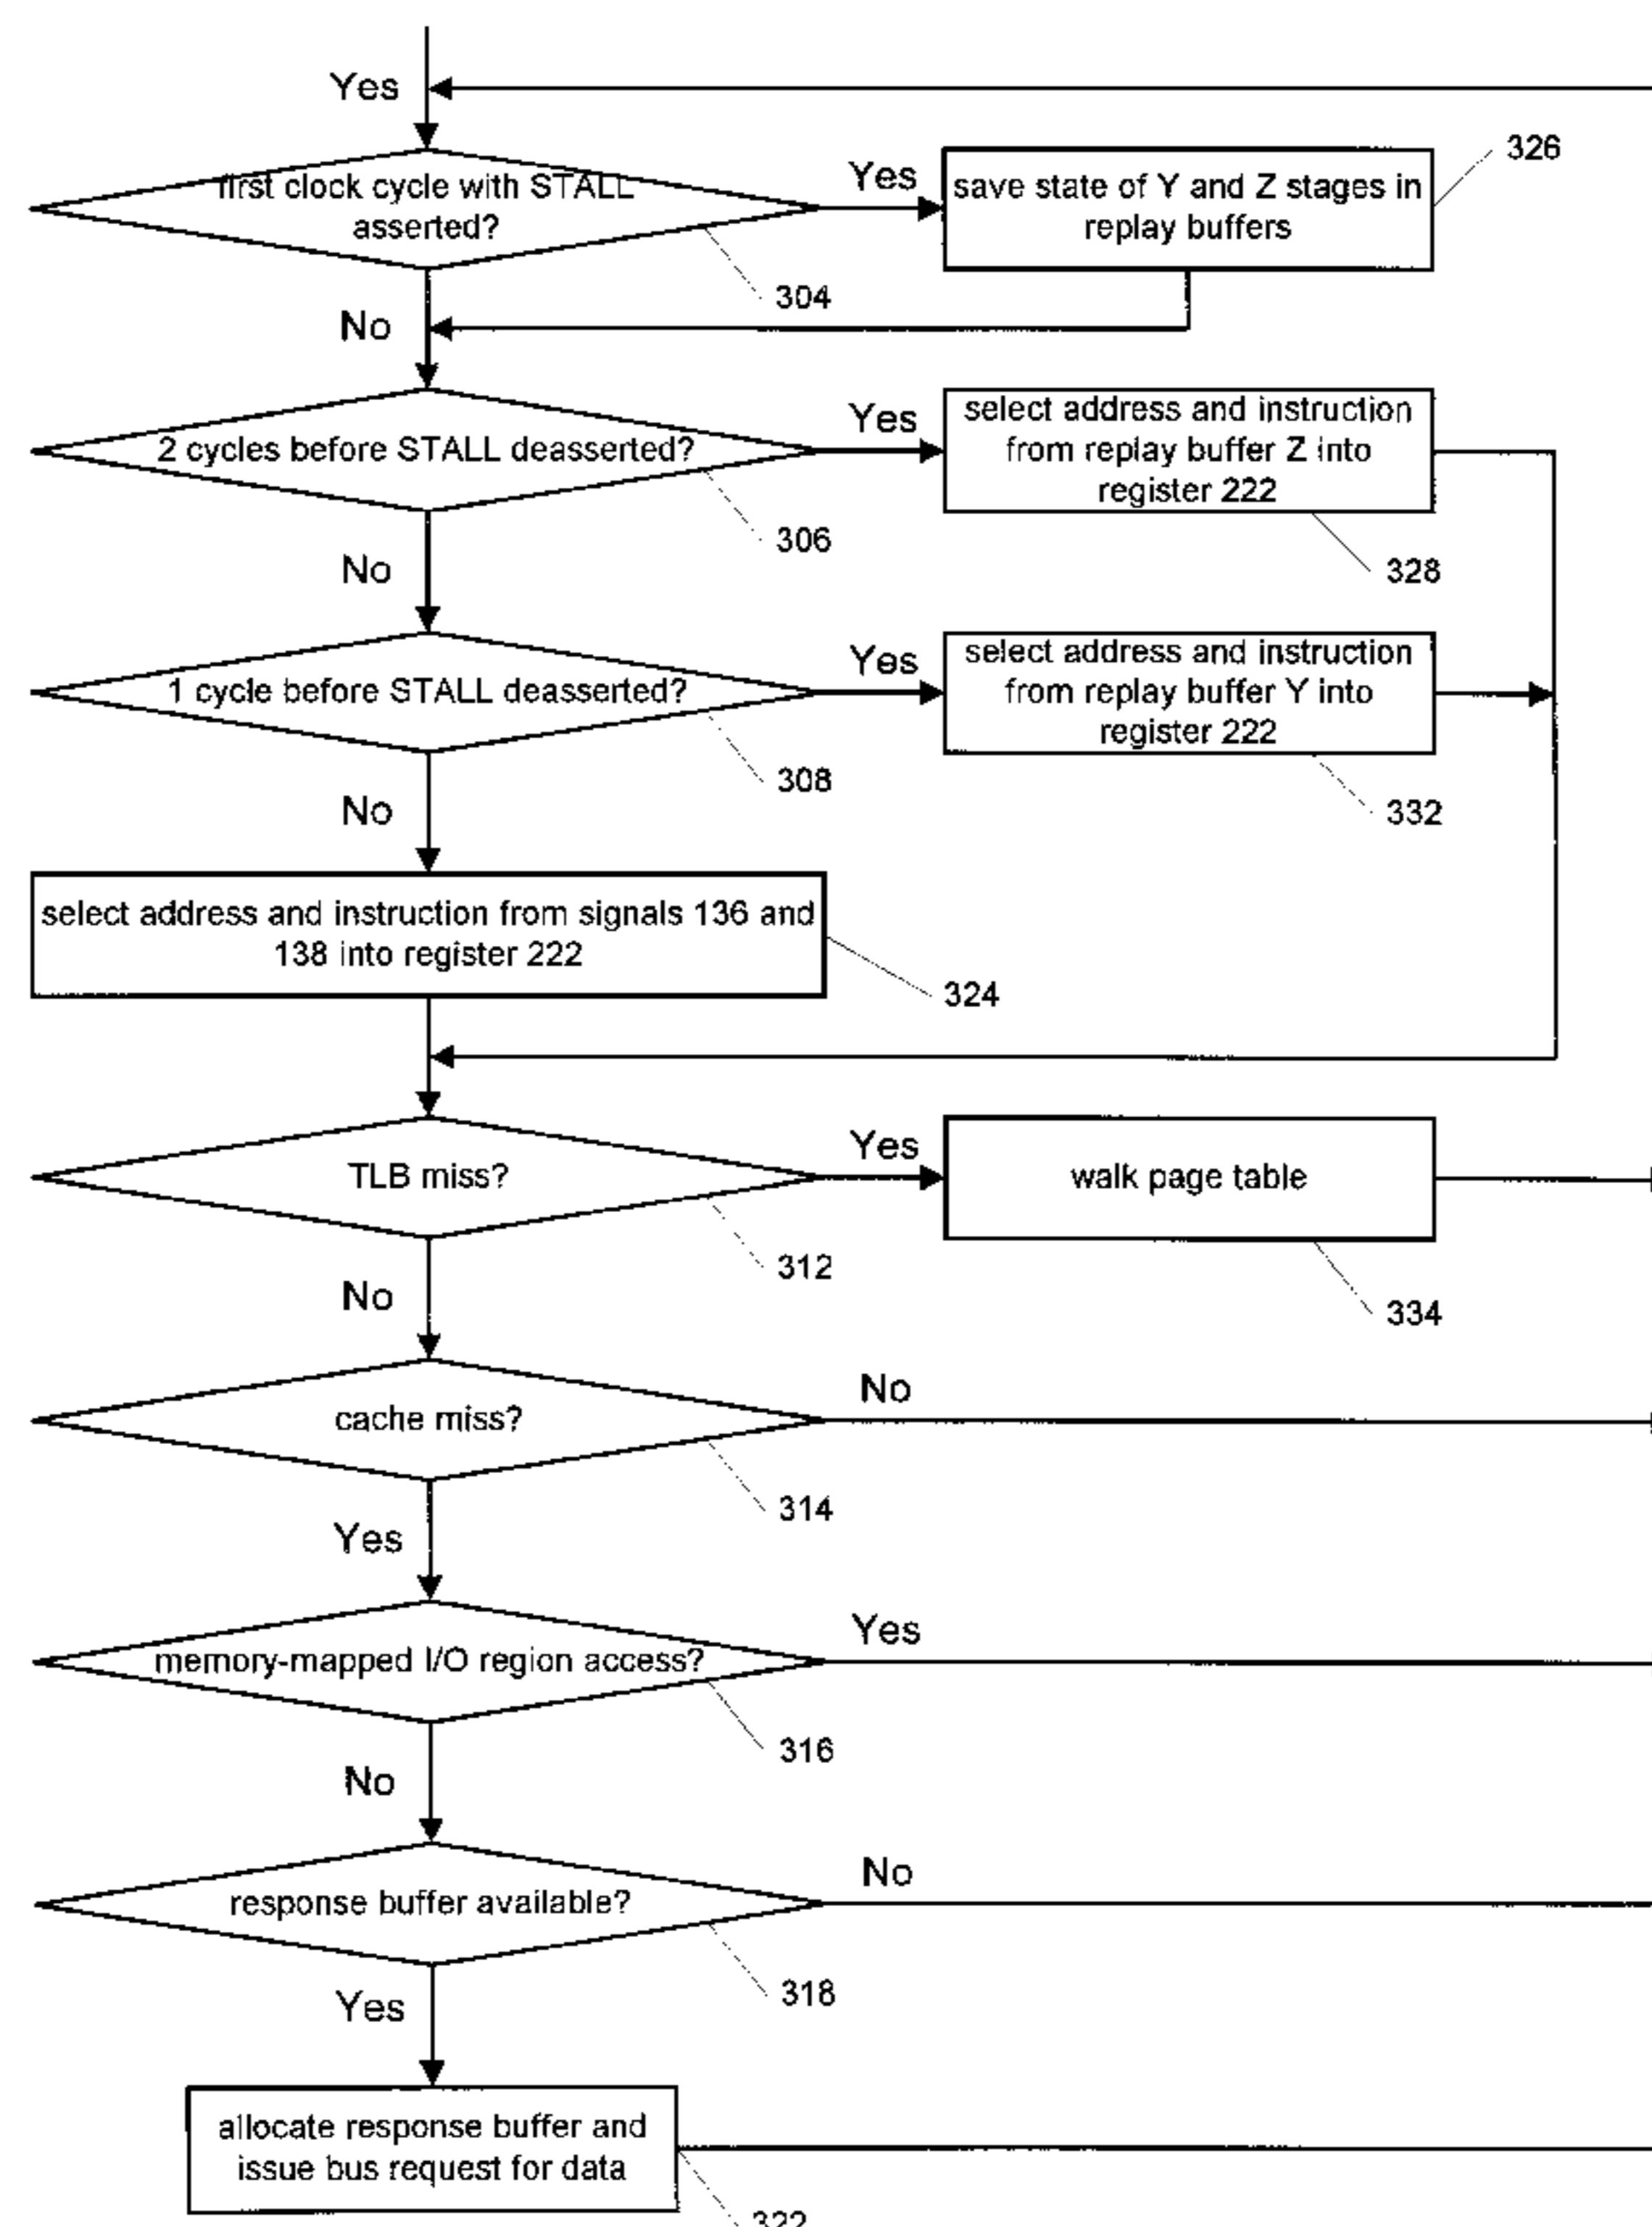 Yes
first clock cycle with STALL
asserted?
304
Yes
save state of Y and Z stages in
replay buffers
326
No
2 cycles before STALL deasserted?
306
Yes
select address and instruction
from replay buffer Z into
register 222
328
No
1 cycle before STALL deasserted?
308
Yes
select address and instruction
from replay buffer Y into
register 222
332
No
select address and instruction from signals 136 and
138 into register 222
324
TLB miss?
312
Yes
walk page table
334
No
cache miss?
314
No
Yes
memory-mapped I/O region access?
316
Yes
No
response buffer available?
318
No
Yes
allocate response buffer and
issue bus request for data
322